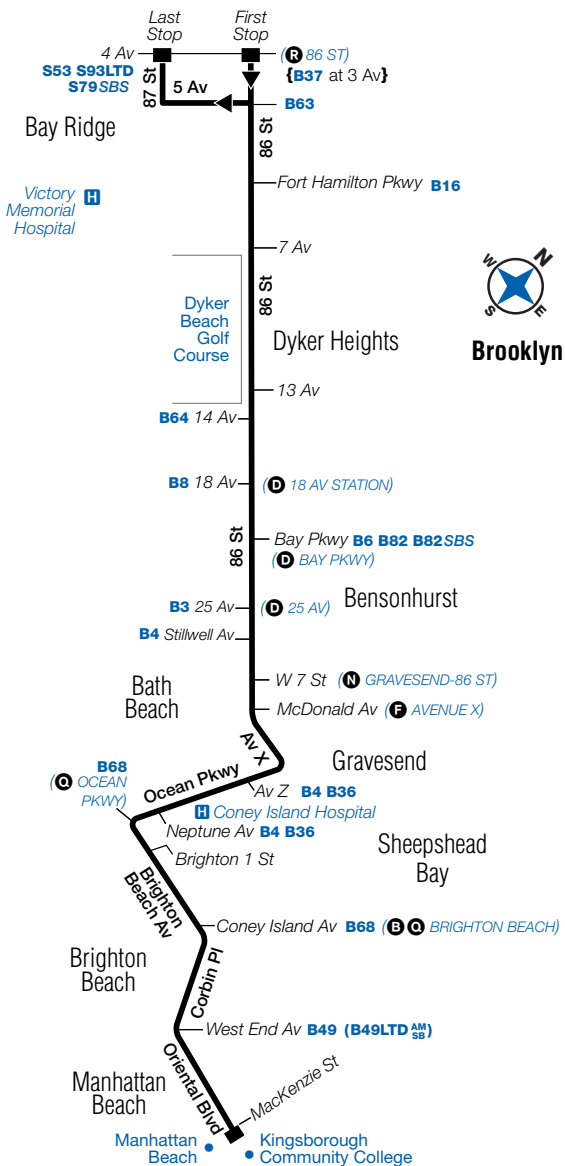 Last Stop
First Stop
4 Av
(R 86 ST)
S53 S93LTD
S79SBS
87 St
5 Av
{B37 at 3 Av}
B63
Bay Ridge
86 St
Victory
Memorial
Hospital
H
Fort Hamilton Pkwy B16
7 Av
86 St
Dyker
Beach
Golf
Course
Dyker Heights
N
W
S
E
Brooklyn
13 Av
B64 14 Av
B8 18 Av
(D 18 AV STATION)
86 St
Bay Pkwy B6 B82 B82SBS
(D BAY PKWY)
B3 25 Av
(D 25 AV)
Bensonhurst
B4 Stillwell Av
W 7 St (N GRAVESEND-86 ST)
Bath
Beach
McDonald Av (F AVENUE X)
Av X
Gravesend
B68
(Q OCEAN
PKWY)
Ocean Pkwy
Av Z B4 B36
H Coney Island Hospital
Neptune Av B4 B36
Brighton 1 St
Sheepshead
Bay
Brighton
Beach Av
Coney Island Av B68 (B Q BRIGHTON BEACH)
Brighton
Beach
Corbin Pl
West End Av B49 (B49LTD AM SB)
Oriental Blvd
Manhattan
Beach
MacKenzie St
Manhattan
Beach
Kingsborough
Community College